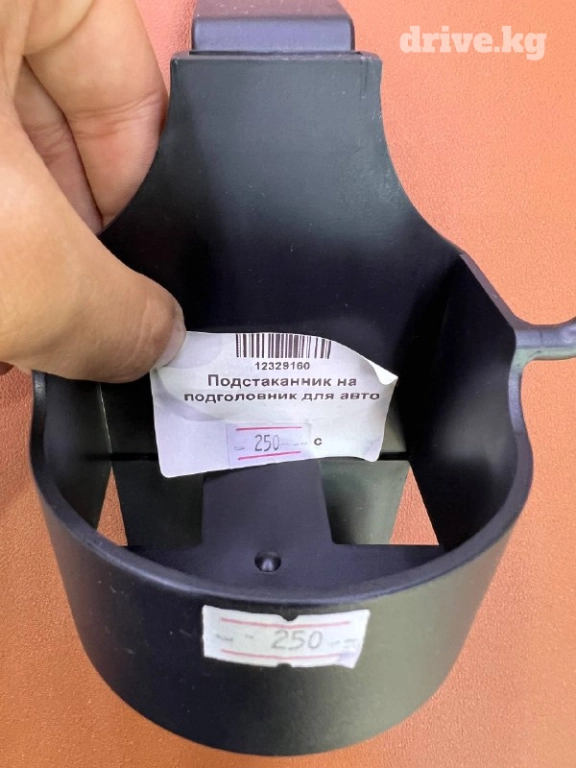 drive.kg
12329160
Подстаканник на
подголовник для авто
250 с
250